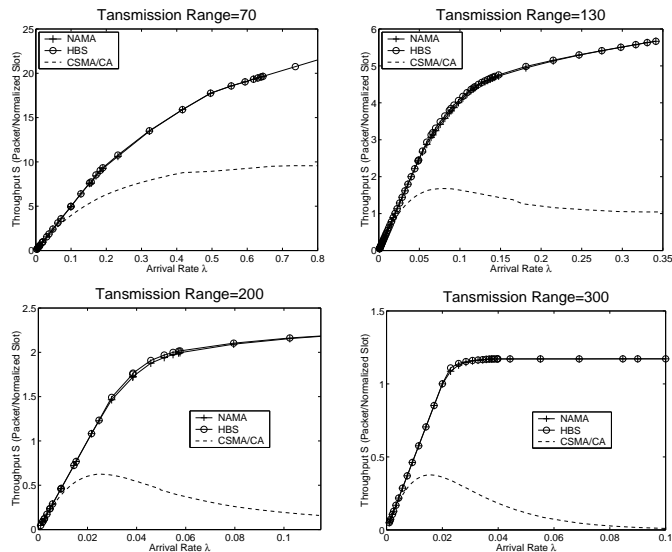 Tansmission Range=70
NAMA
HBS
CSMA/CA
Throughput S (Packet/Normalized Slot)
25
20
15
10
5
0
0 0.1 0.2 0.3 0.4 0.5 0.6 0.7 0.8
Arrival Rate λ
Tansmission Range=130
NAMA
HBS
CSMA/CA
Throughput S (Packet/Normalized Slot)
6
5
4
3
2
1
0
0 0.05 0.1 0.15 0.2 0.25 0.3 0.35
Arrival Rate λ
Tansmission Range=200
NAMA
HBS
CSMA/CA
Throughput S (Packet/Normalized Slot)
2.5
2
1.5
1
0.5
0
0 0.02 0.04 0.06 0.08 0.1
Arrival Rate λ
Tansmission Range=300
NAMA
HBS
CSMA/CA
Throughput S (Packet/Normalized Slot)
1.5
1
0.5
0
0 0.02 0.04 0.06 0.08 0.1
Arrival Rate λ